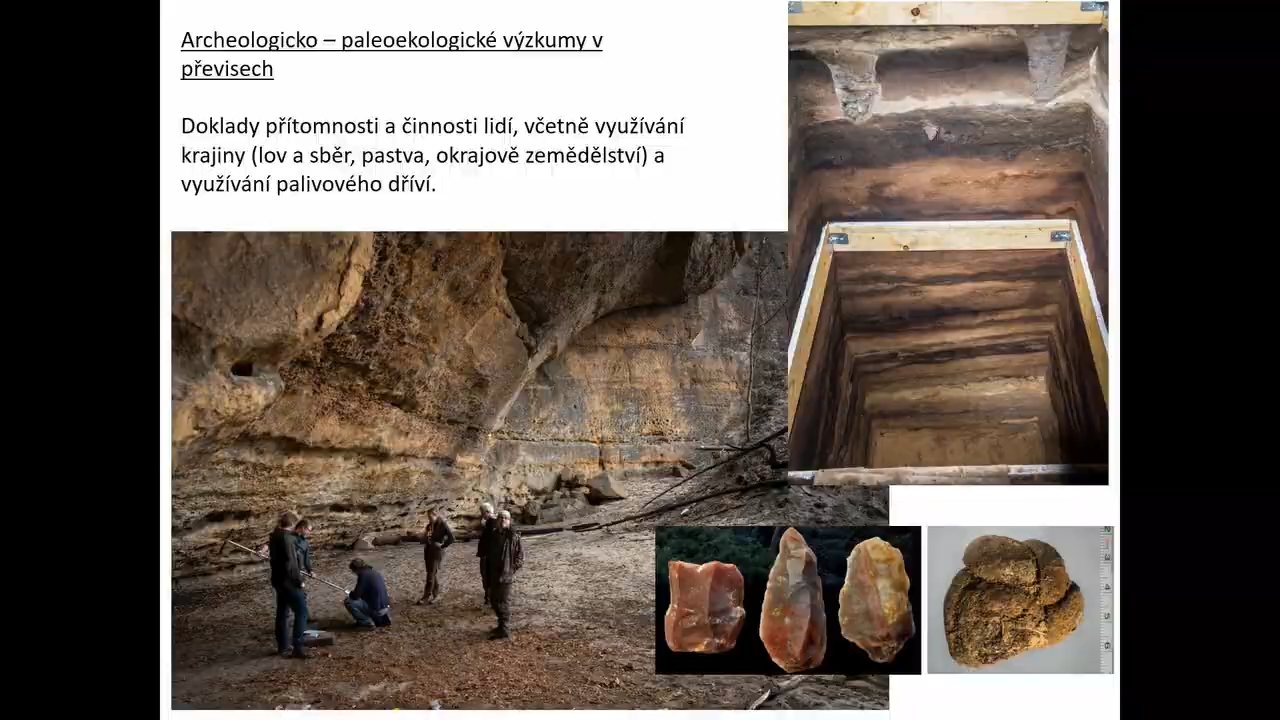 Archeologicko – paleoekologické výzkumy v
převisech
Doklady přítomnosti a činnosti lidí, včetně využívání
krajiny (lov a sběr, pastva, okrajově zemědělství) a
využívání palivového dříví.